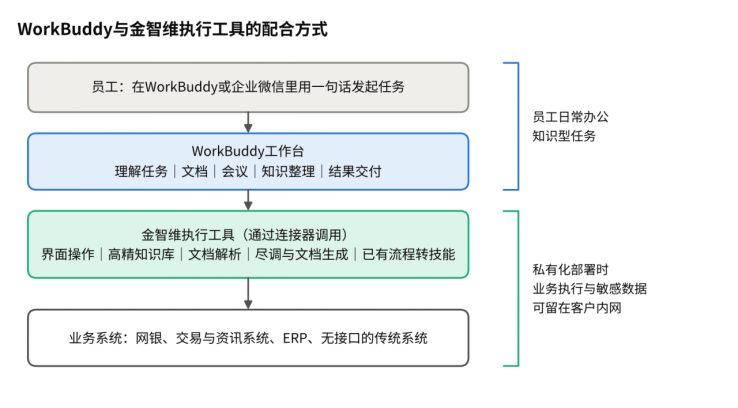 WorkBuddy与金智维执行工具的配合方式
员工：在WorkBuddy或企业微信里用一句话发起任务
WorkBuddy工作台
理解任务｜文档｜会议｜知识整理｜结果交付
员工日常办公
知识型任务
金智维执行工具（通过连接器调用）
界面操作｜高精知识库｜文档解析｜尽调与文档生成｜已有流程转技能
业务系统：网银、交易与资讯系统、ERP、无接口的传统系统
私有化部署时
业务执行与敏感数据
可留在客户内网